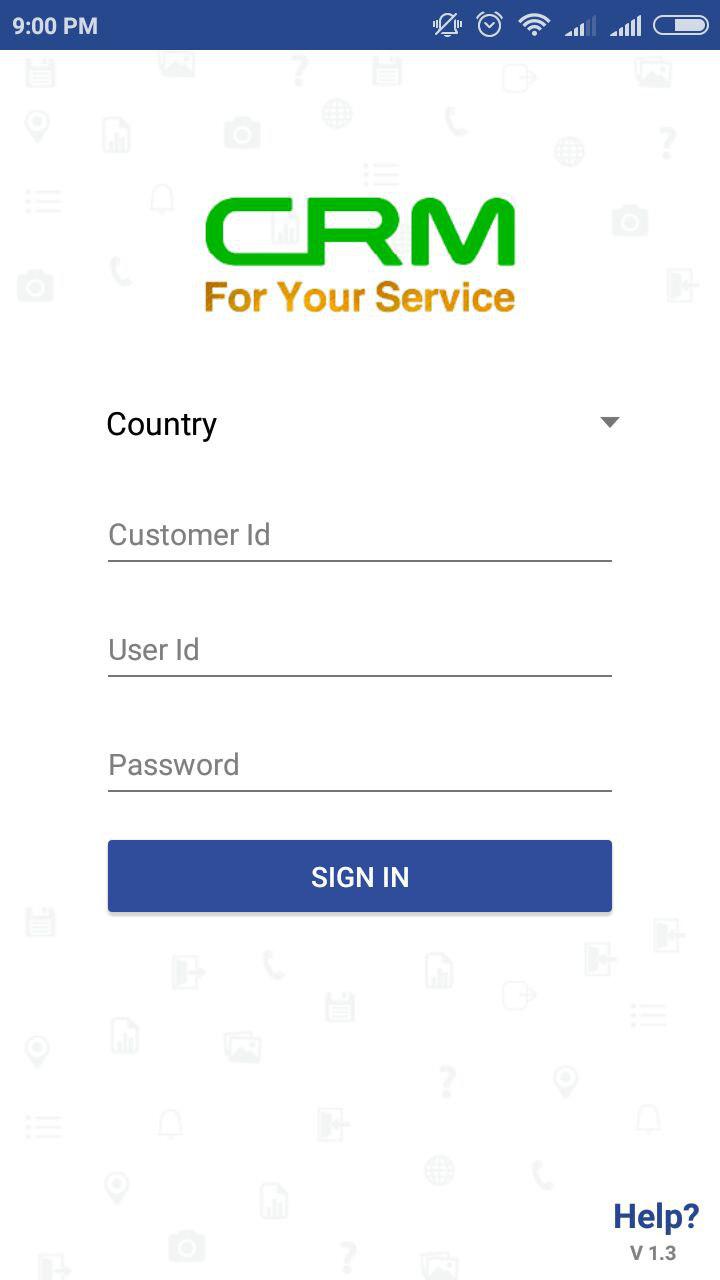 9:00 PM
CRM
For Your Service
Country
Customer Id
User Id
Password
SIGN IN
Help?
V 1.3